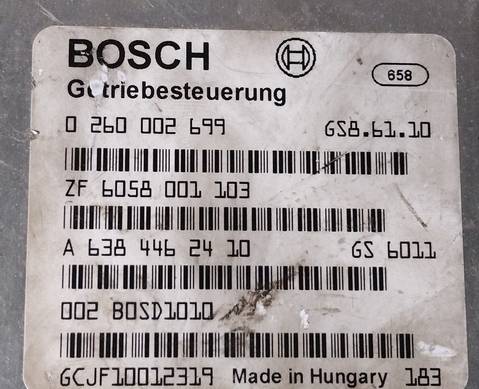 BOSCH
658
Getriebesteuerung
0 260 002 699 GS8.61.10
ZF 6058 001 103
A 638 446 24 10 GS 6011
002 BOSD1010
GCJF10012319 Made in Hungary 183